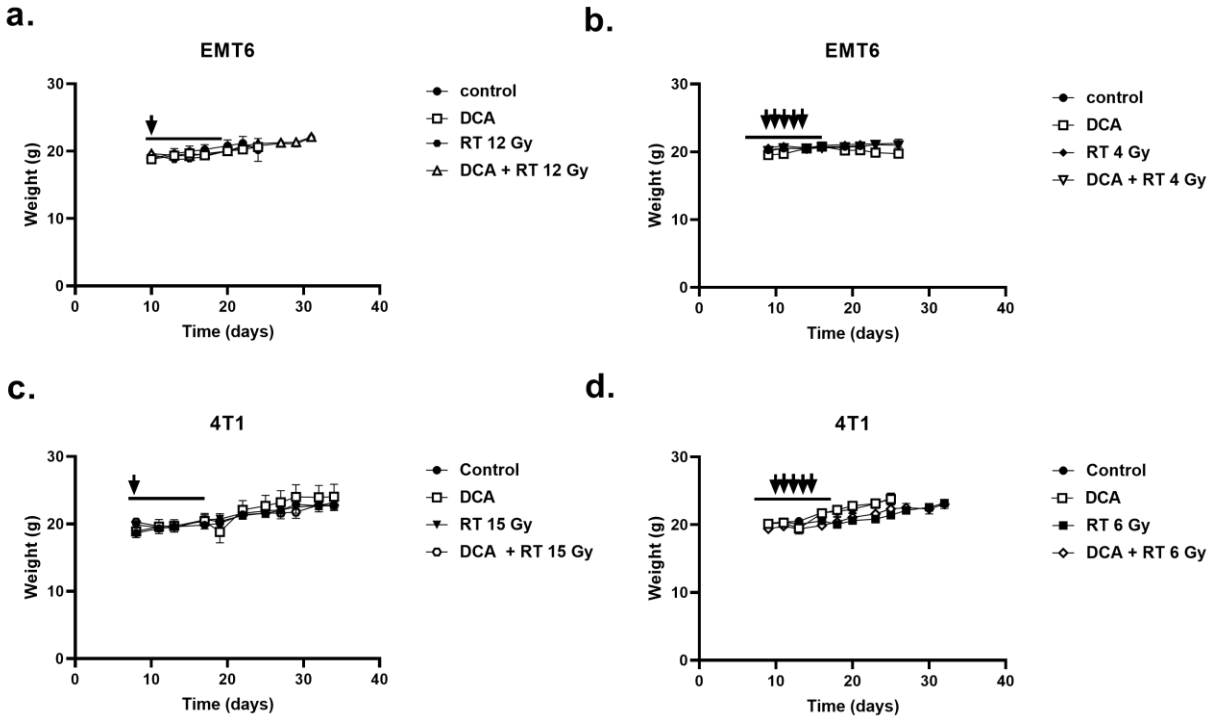 a.
EMT6
Weight (g)
30
20
10
0
0 10 20 30 40
Time (days)
control
DCA
RT 12 Gy
DCA + RT 12 Gy
b.
EMT6
Weight (g)
30
20
10
0
0 10 20 30 40
Time (days)
control
DCA
RT 4 Gy
DCA + RT 4 Gy
c.
4T1
Weight (g)
30
20
10
0
0 10 20 30 40
Time (days)
Control
DCA
RT 15 Gy
DCA + RT 15 Gy
d.
4T1
Weight (g)
30
20
10
0
0 10 20 30 40
Time (days)
Control
DCA
RT 6 Gy
DCA + RT 6 Gy